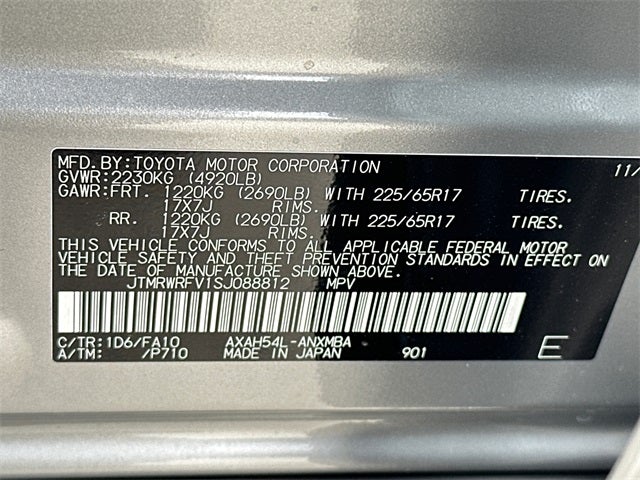 MFD.BY:TOYOTA MOTOR CORPORATION 11/
GVWR:2230KG (4920LB)
GAWR:FRT. 1220KG (2690LB) WITH 225/65R17 TIRES.
17X7J RIMS.
RR. 1220KG (2690LB) WITH 225/65R17 TIRES.
17X7J RIMS.
THIS VEHICLE CONFORMS TO ALL APPLICABLE FEDERAL MOTOR
VEHICLE SAFETY AND THEFT PREVENTION STANDARDS IN EFFECT ON
THE DATE OF MANUFACTURE SHOWN ABOVE.
JTMRWRFV1SJ088812 MPV
C/TR:1D6/FA10 AXAH54L-ANXMBA
A/TM: /P710 MADE IN JAPAN 901 E